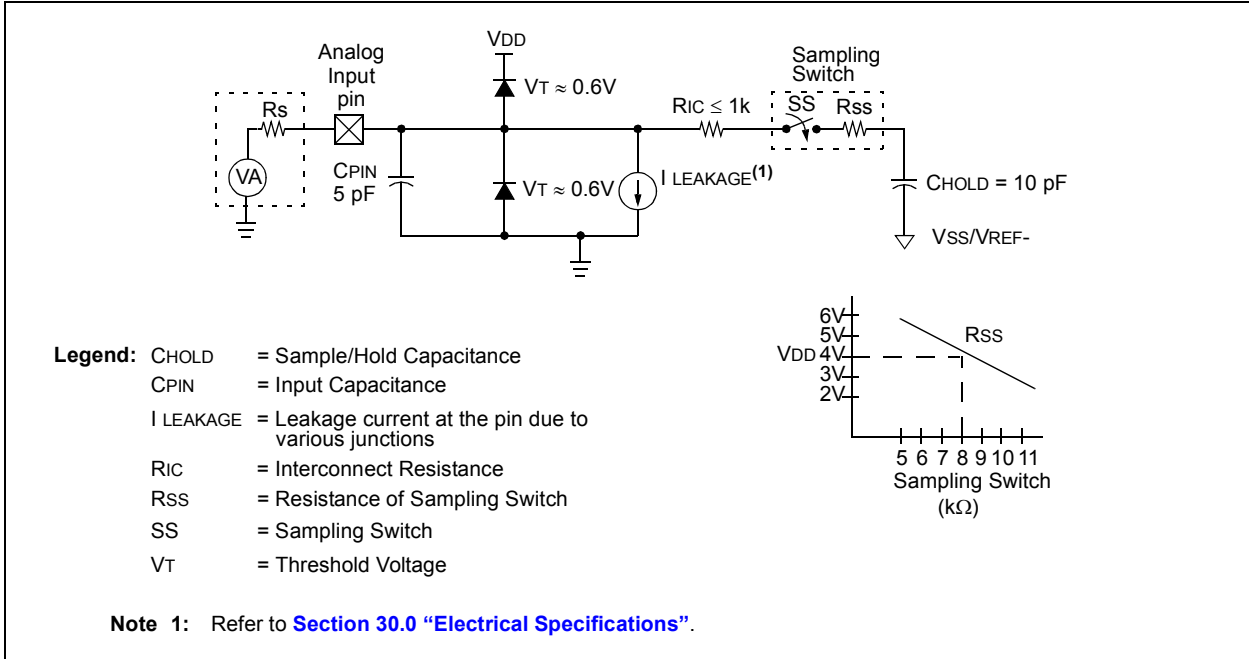 VDD
Analog
Input
pin
Sampling
Switch
VT ≈ 0.6V
Rs
RIC ≤ 1k
SS
Rss
VA
CPIN
5 pF
VT ≈ 0.6V
I LEAKAGE(1)
CHOLD = 10 pF
VSS/VREF-
Legend: CHOLD = Sample/Hold Capacitance
CPIN = Input Capacitance
I LEAKAGE = Leakage current at the pin due to
various junctions
RIC = Interconnect Resistance
RSS = Resistance of Sampling Switch
SS = Sampling Switch
VT = Threshold Voltage
6V
5V
VDD 4V
3V
2V
RSS
5 6 7 8 9 10 11
Sampling Switch
(kΩ)
Note 1: Refer to Section 30.0 “Electrical Specifications”.